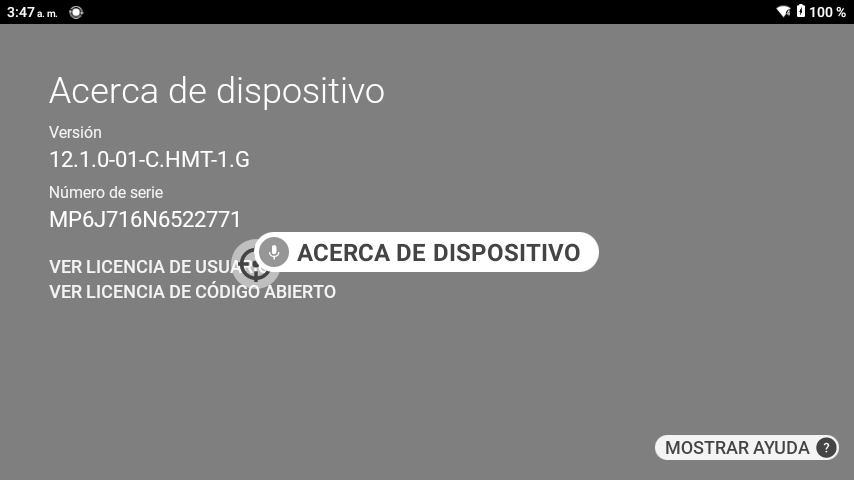 3:47 a. m.
100 %
Acerca de dispositivo
Versión
12.1.0-01-C.HMT-1.G
Número de serie
MP6J716N6522771
ACERCA DE DISPOSITIVO
VER LICENCIA DE
VER LICENCIA DE CÓDIGO ABIERTO
MOSTRAR AYUDA ?